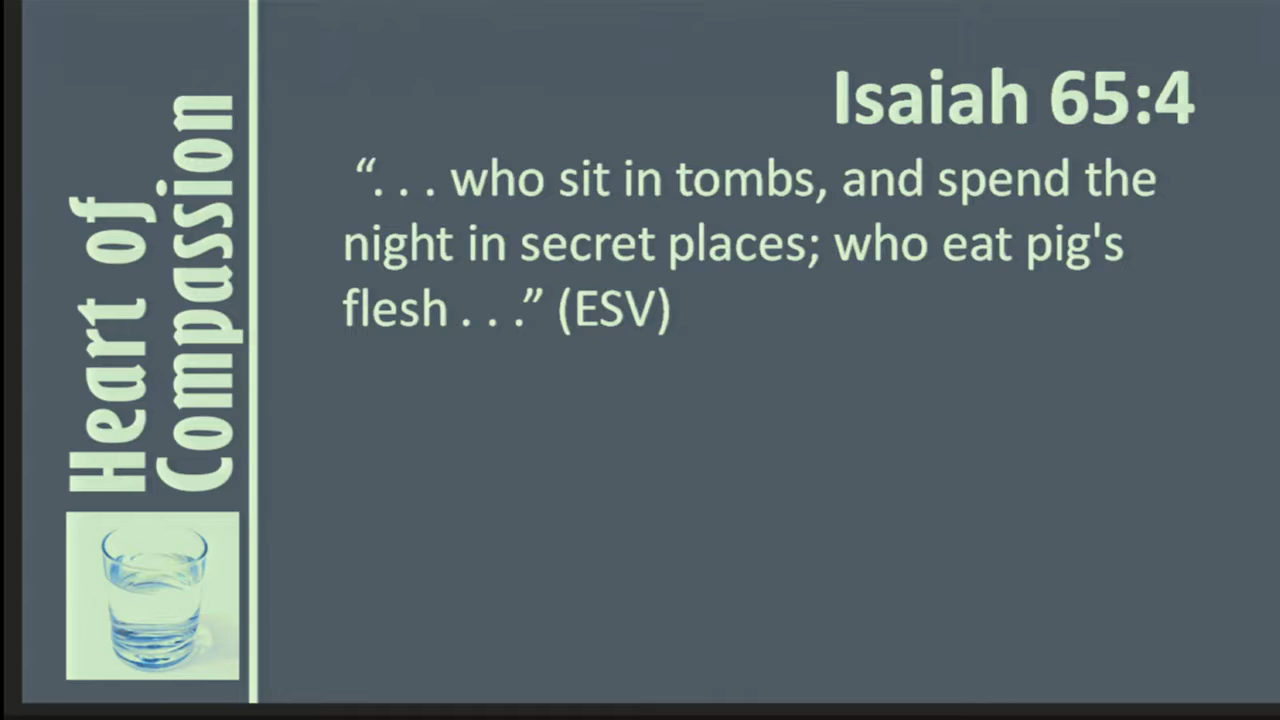 Heart of
Compassion
Isaiah 65:4
“. . . who sit in tombs, and spend the
night in secret places; who eat pig's
flesh . . .” (ESV)